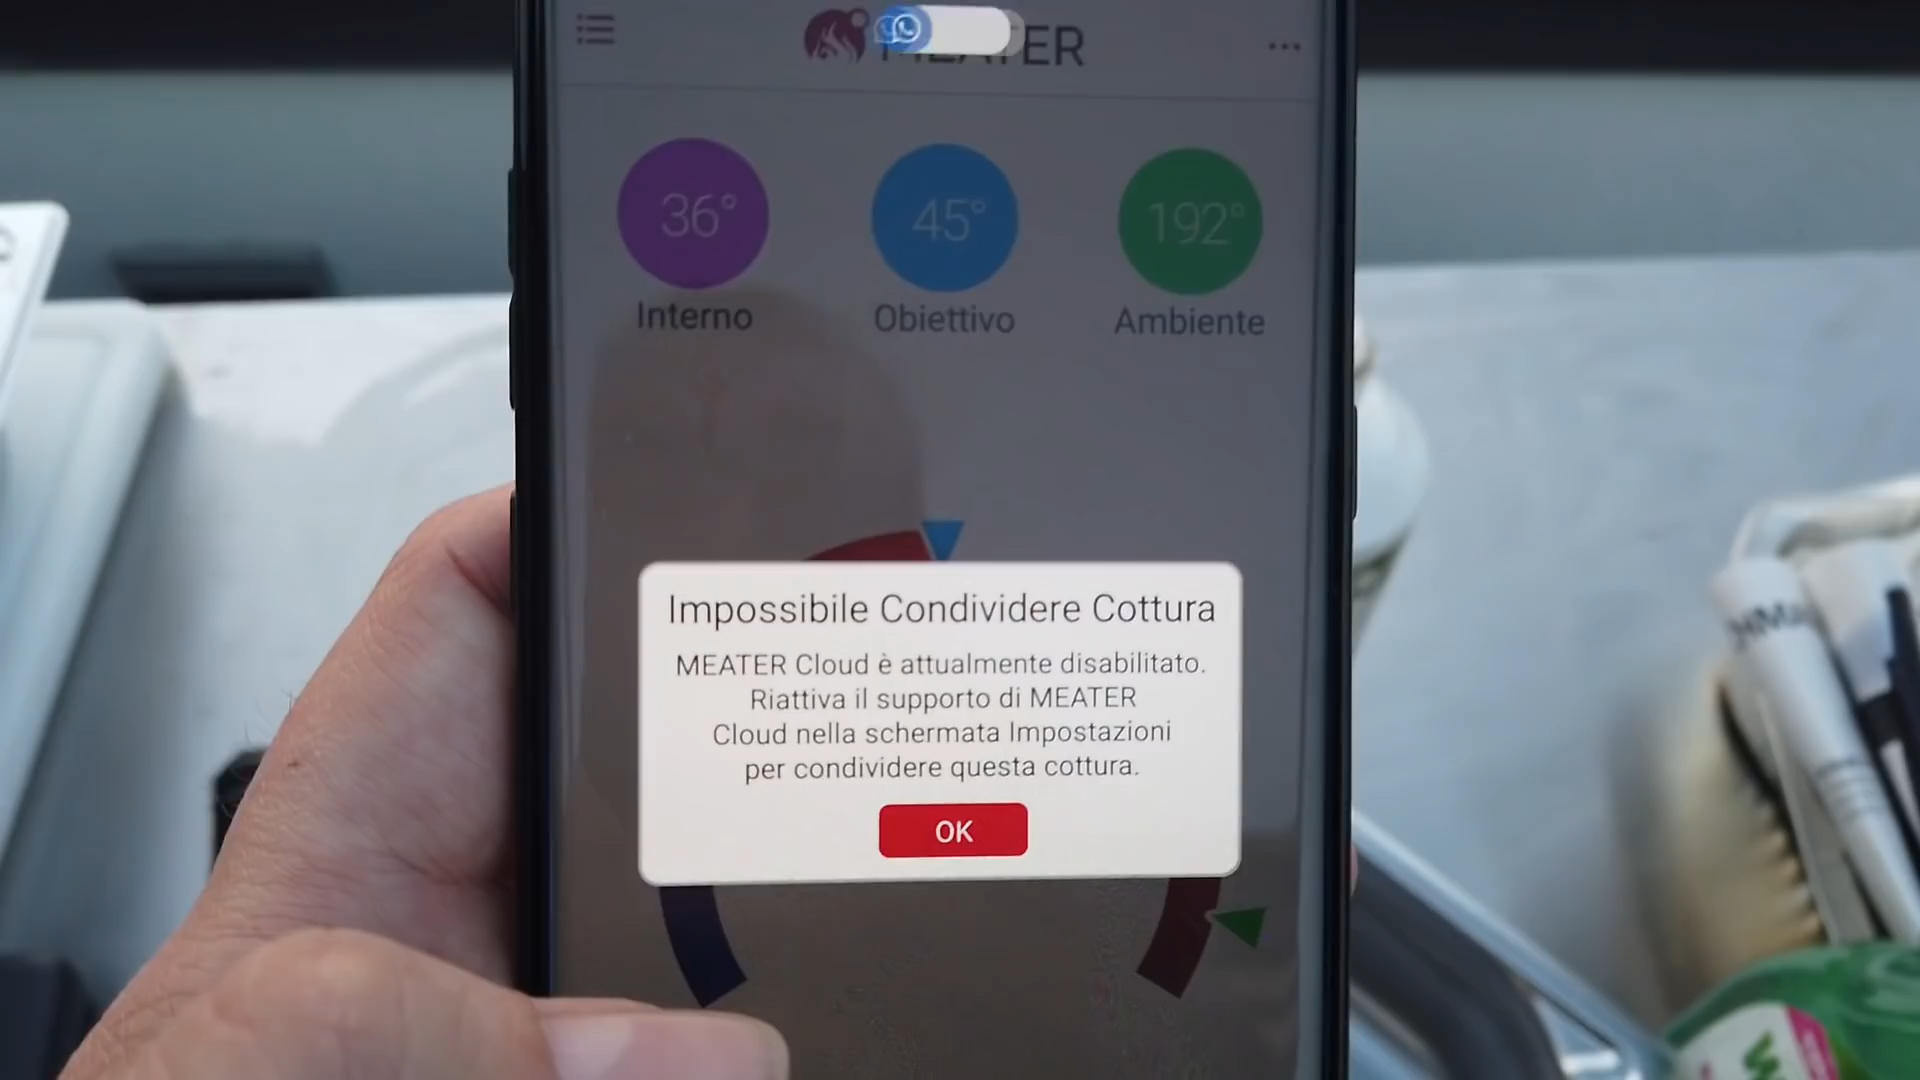 MEATER
36° 45° 192°
Interno Obiettivo Ambiente
Impossibile Condividere Cottura
MEATER Cloud è attualmente disabilitato.
Riattiva il supporto di MEATER
Cloud nella schermata Impostazioni
per condividere questa cottura.
OK